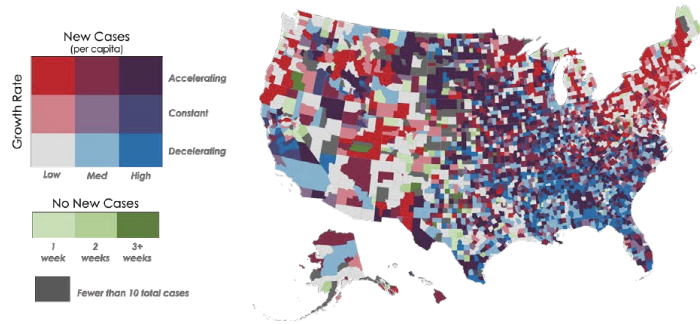 New Cases
(per capita)
Growth Rate
Accelerating
Constant
Decelerating
Low Med High
No New Cases
1 week 2 weeks 3+ weeks
Fewer than 10 total cases